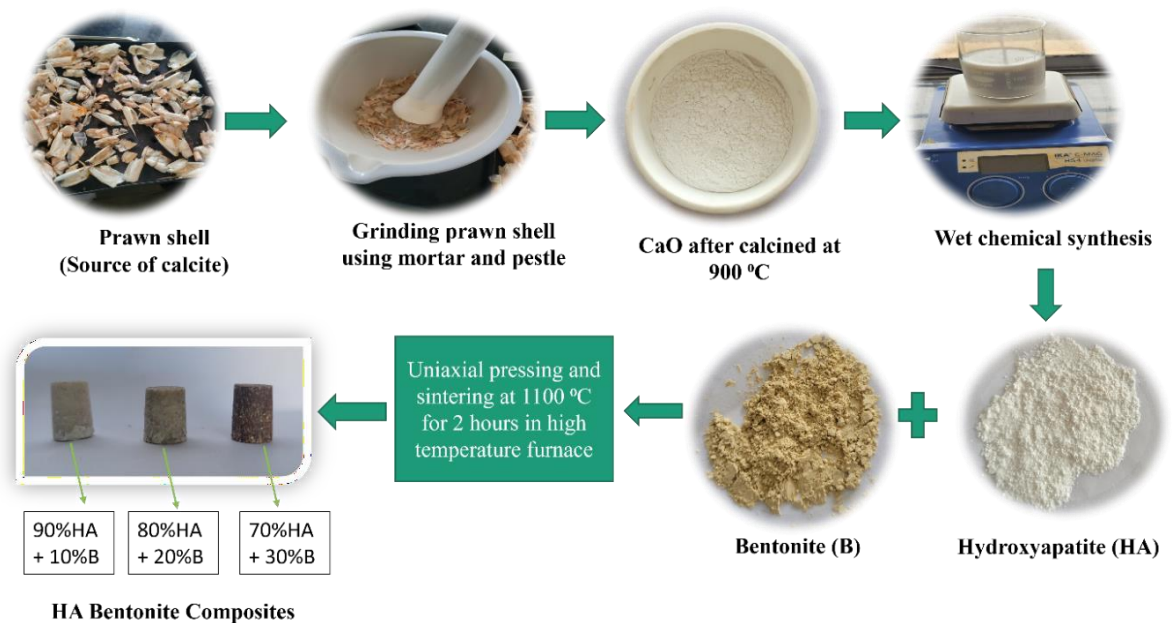 Prawn shell
(Source of calcite)
Grinding prawn shell
using mortar and pestle
CaO after calcined at
900 ⁰C
Wet chemical synthesis
Hydroxyapatite (HA)
Bentonite (B)
Uniaxial pressing and
sintering at 1100 ⁰C
for 2 hours in high
temperature furnace
90%HA
+ 10%B
80%HA
+ 20%B
70%HA
+ 30%B
HA Bentonite Composites